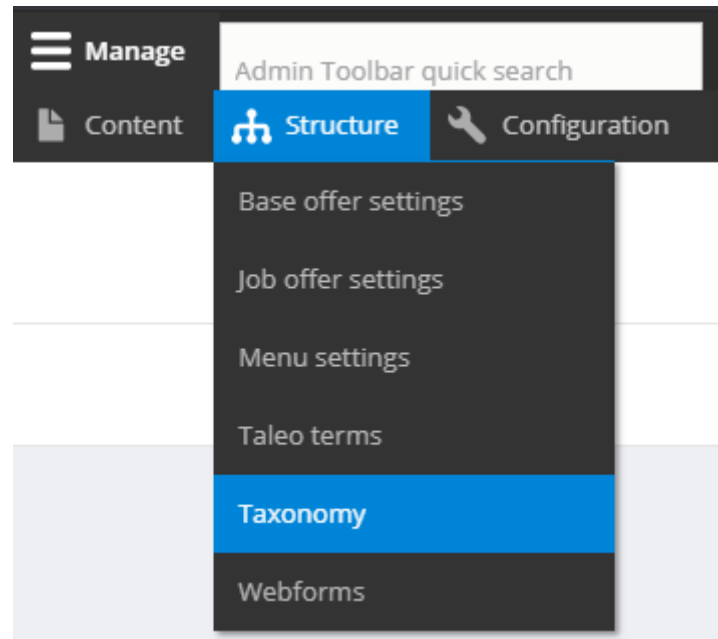 Manage
Admin Toolbar quick search
Content Structure Configuration
Base offer settings
Job offer settings
Menu settings
Taleo terms
Taxonomy
Webforms